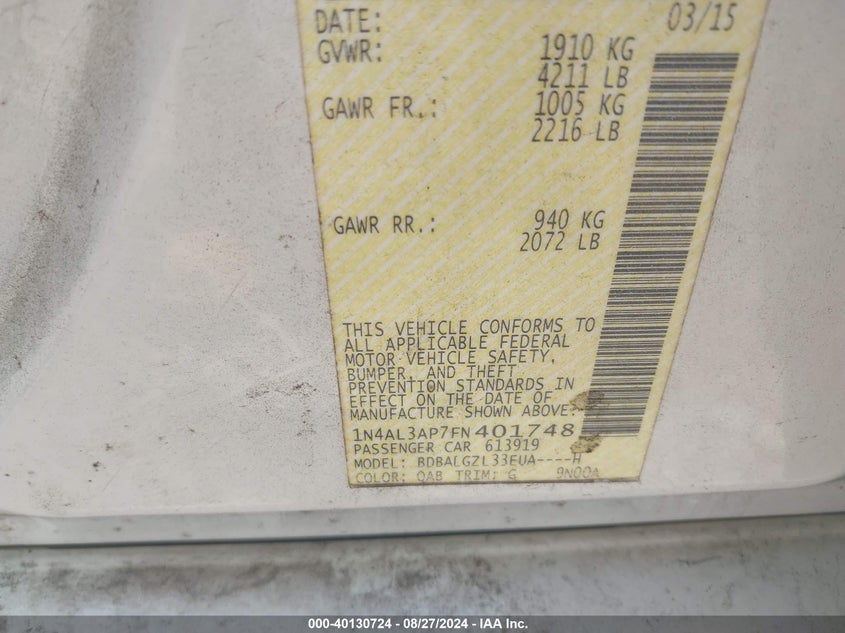 DATE: 03/15
GVWR: 1910 KG
4211 LB
GAWR FR.: 1005 KG
2216 LB
GAWR RR.: 940 KG
2072 LB
THIS VEHICLE CONFORMS TO
ALL APPLICABLE FEDERAL
MOTOR VEHICLE SAFETY,
BUMPER, AND THEFT
PREVENTION STANDARDS IN
EFFECT ON THE DATE OF
MANUFACTURE SHOWN ABOVE.
1N4AL3AP7FN401748
PASSENGER CAR 613919
MODEL: BDBALGZL33EUA----H
COLOR: QAB TRIM: G 9N00A
000-40130724 - 08/27/2024 - IAA Inc.